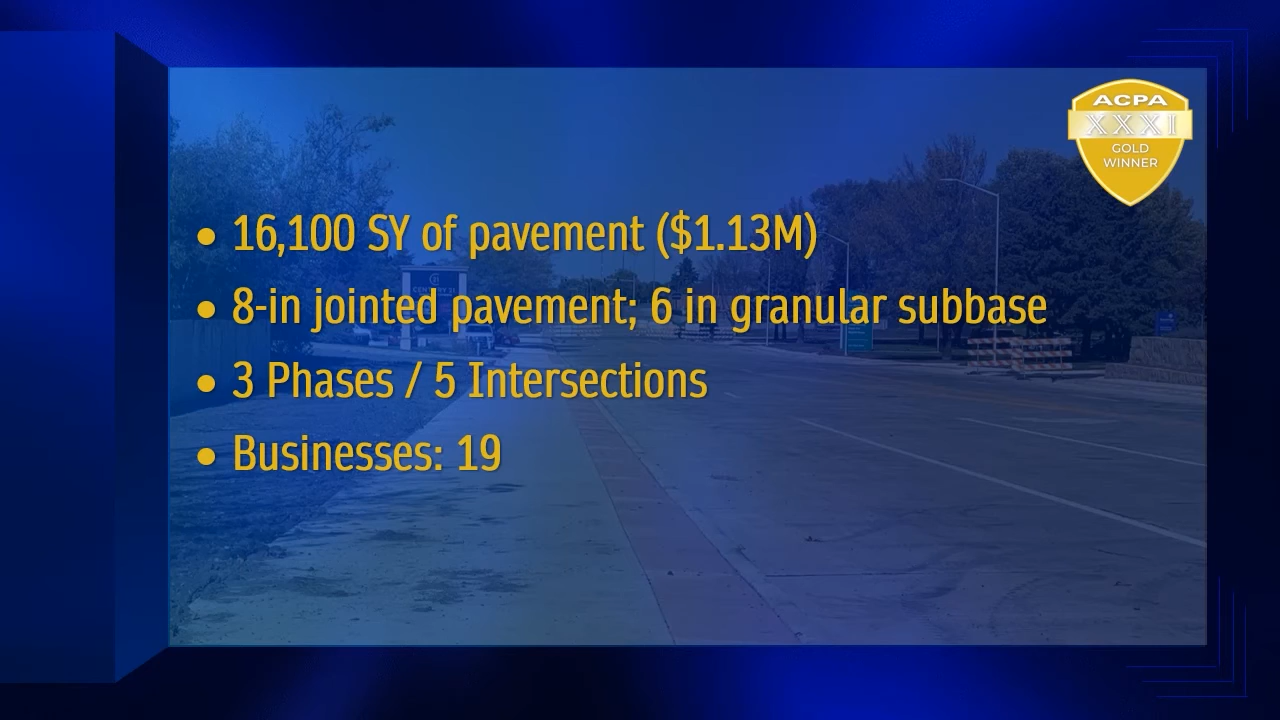 ACPA
XXXI
GOLD
WINNER
• 16,100 SY of pavement ($1.13M)
• 8-in jointed pavement; 6 in granular subbase
• 3 Phases / 5 Intersections
• Businesses: 19